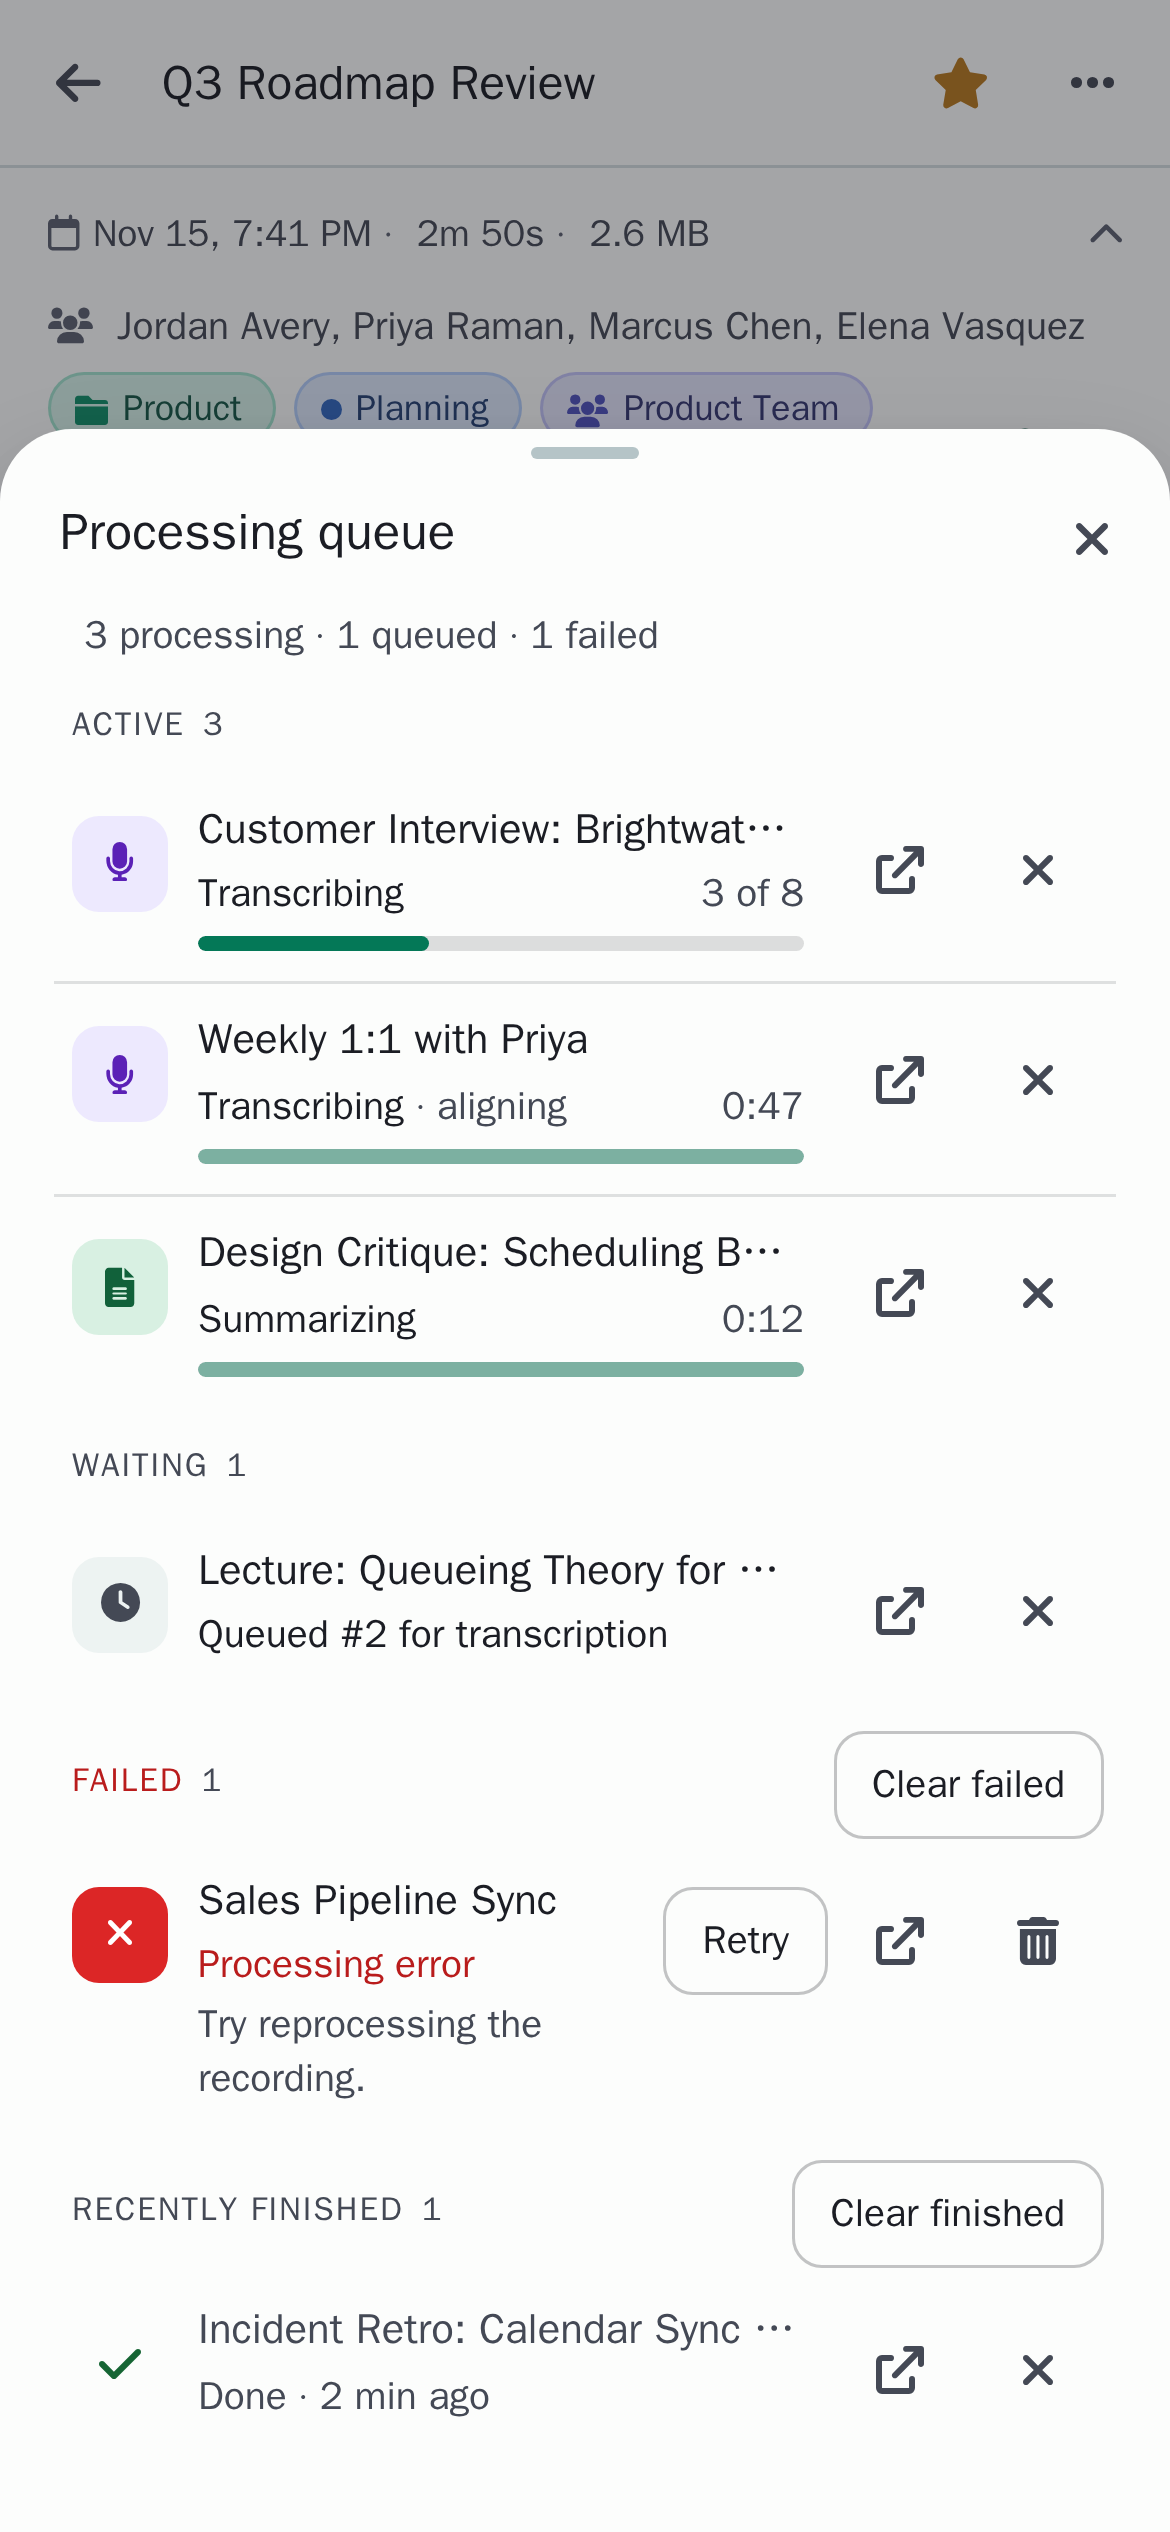 Q3 Roadmap Review
Nov 15, 7:41 PM · 2m 50s · 2.6 MB
Jordan Avery, Priya Raman, Marcus Chen, Elena Vasquez
Product Planning Product Team
Processing queue
3 processing · 1 queued · 1 failed
ACTIVE 3
Customer Interview: Brightwat···
Transcribing 3 of 8
Weekly 1:1 with Priya
Transcribing · aligning 0:47
Design Critique: Scheduling B···
Summarizing 0:12
WAITING 1
Lecture: Queueing Theory for ···
Queued #2 for transcription
FAILED 1 Clear failed
Sales Pipeline Sync
Processing error
Retry
Try reprocessing the
recording.
RECENTLY FINISHED 1 Clear finished
Incident Retro: Calendar Sync ···
Done · 2 min ago